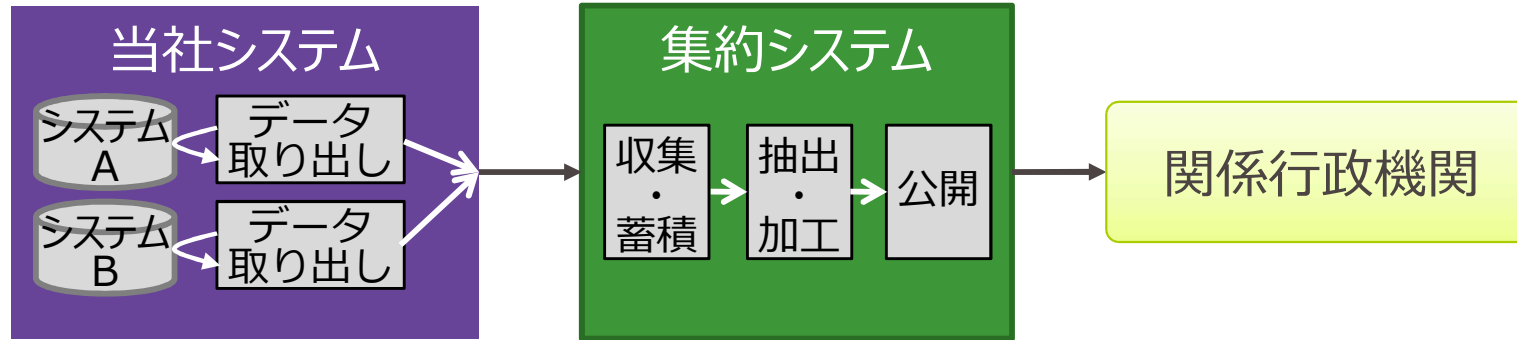 当社システム
システム
A
データ
取り出し
システム
B
データ
取り出し
集約システム
収集
・
蓄積
抽出
・
加工
公開
関係行政機関